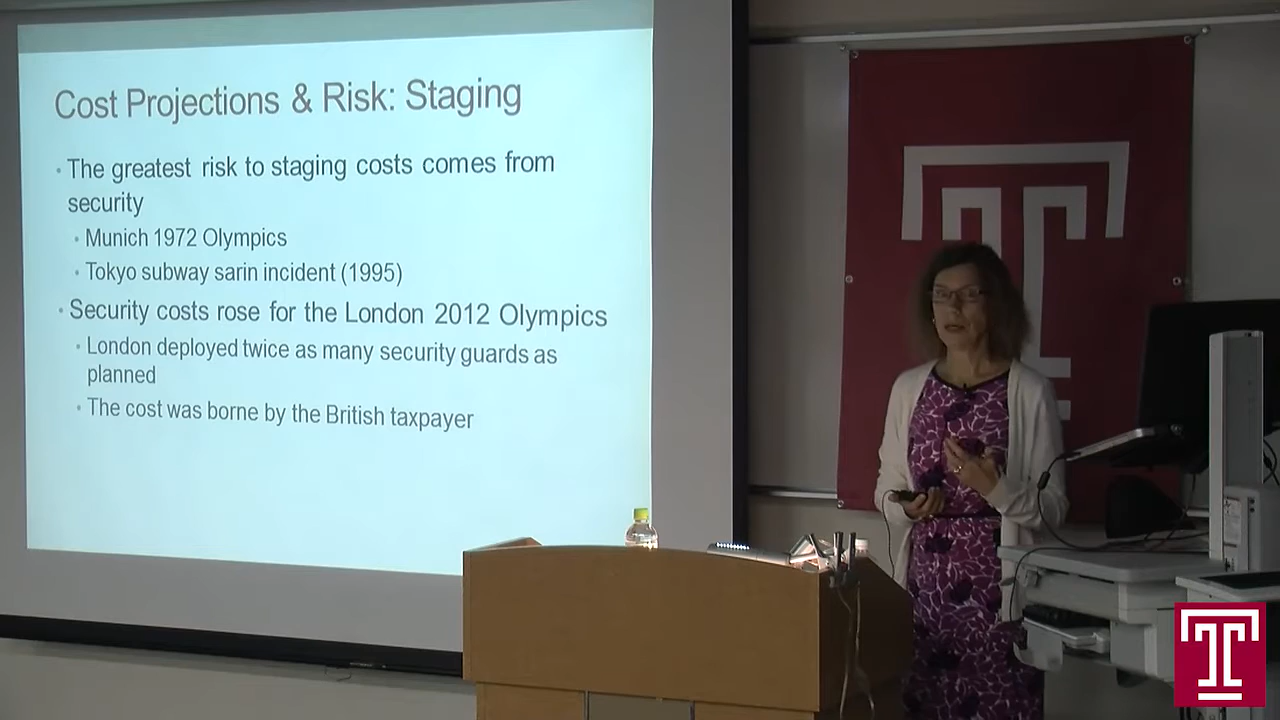 Cost Projections & Risk: Staging
• The greatest risk to staging costs comes from
security
• Munich 1972 Olympics
• Tokyo subway sarin incident (1995)
• Security costs rose for the London 2012 Olympics
• London deployed twice as many security guards as
planned
• The cost was borne by the British taxpayer